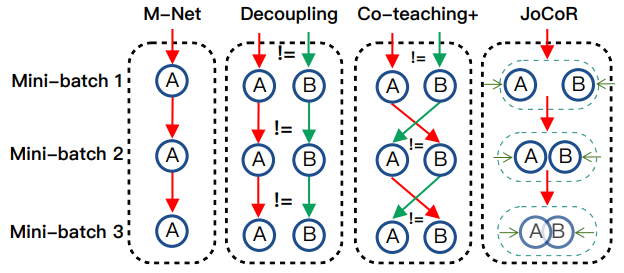 M-Net Decoupling Co-teaching+ JoCoR
!= !=
Mini-batch 1 A A B A B A B
!= !=
Mini-batch 2 A A B A B A B
!= !=
Mini-batch 3 A A B A B A B